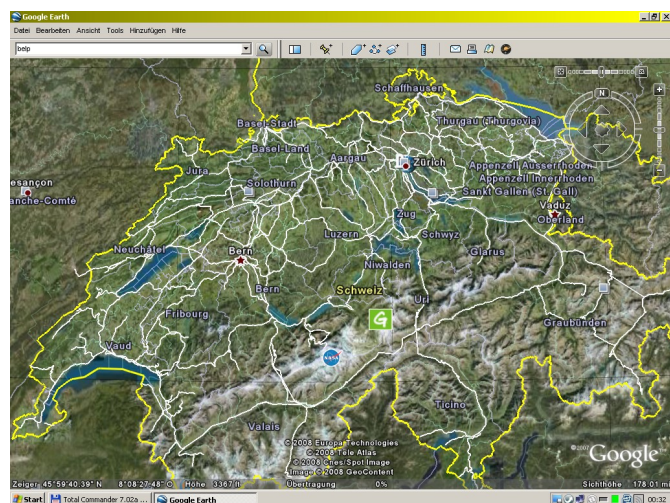 Google Earth
Datei Bearbeiten Ansicht Tools Hinzufügen Hilfe
belp
Schaffhausen
N
Basel-Stadt
Thurgau (Thurgovia)
Basel-Land
Aargau
Zürich
Jura
Appenzell Ausserrhoden
Solothurn
Appenzell Innerrhoden
esançon
Sankt Gallen (St. Gall)
anche-Comté
Vaduz
Zug
Oberland
Luzern
Schwyz
Neuchâtel
Bern
Glarus
Niwalden
Bern
Schweiz
Uri
Fribourg
G
Graubünden
Vaud
NASA
Ticino
Valais
© 2008 Europa Technologies
© 2008 Tele Atlas
© 2008 Cnes/Spot Image
Image © 2008 GeoContent
©2007 Google™
Zeiger 45°59'40.39" N 8°08'27.48" O Höhe 3367 ft Übertragung 0% Sichthöhe 178.01
Start Total Commander 7.02a ... Google Earth 00:37